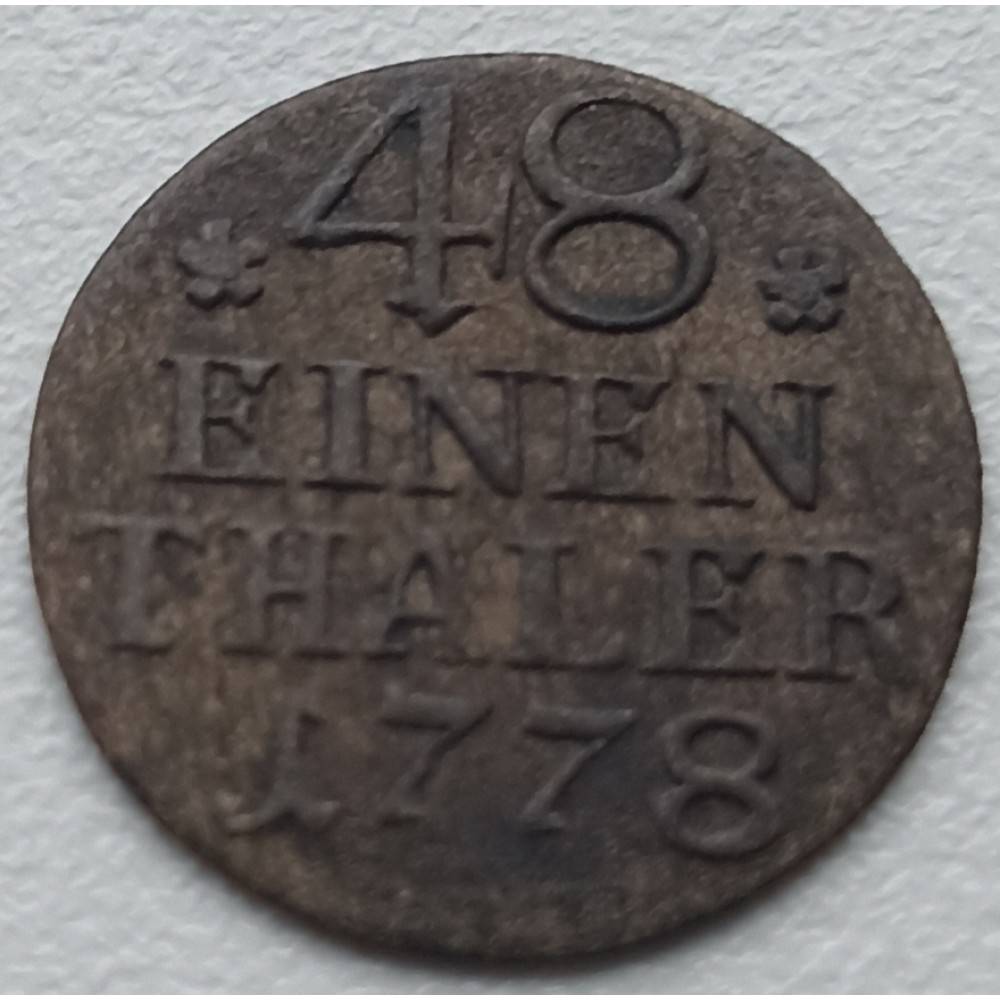 48
EINEN
THALER
1778